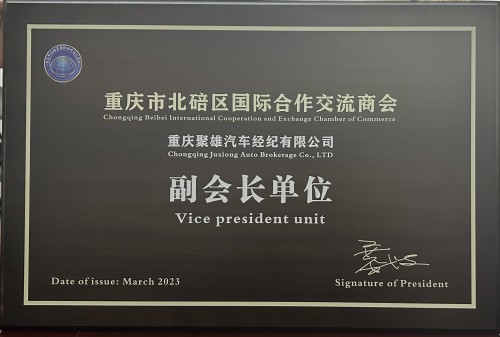 重庆市北碚区国际合作交流商会
Chongqing Beibei International Cooperation and Exchange Chamber of Commerce
重庆聚雄汽车经纪有限公司
Chongqing Juxiong Auto Brokerage Co., LTD
副会长单位
Vice president unit
Date of issue: March 2023
Signature of President